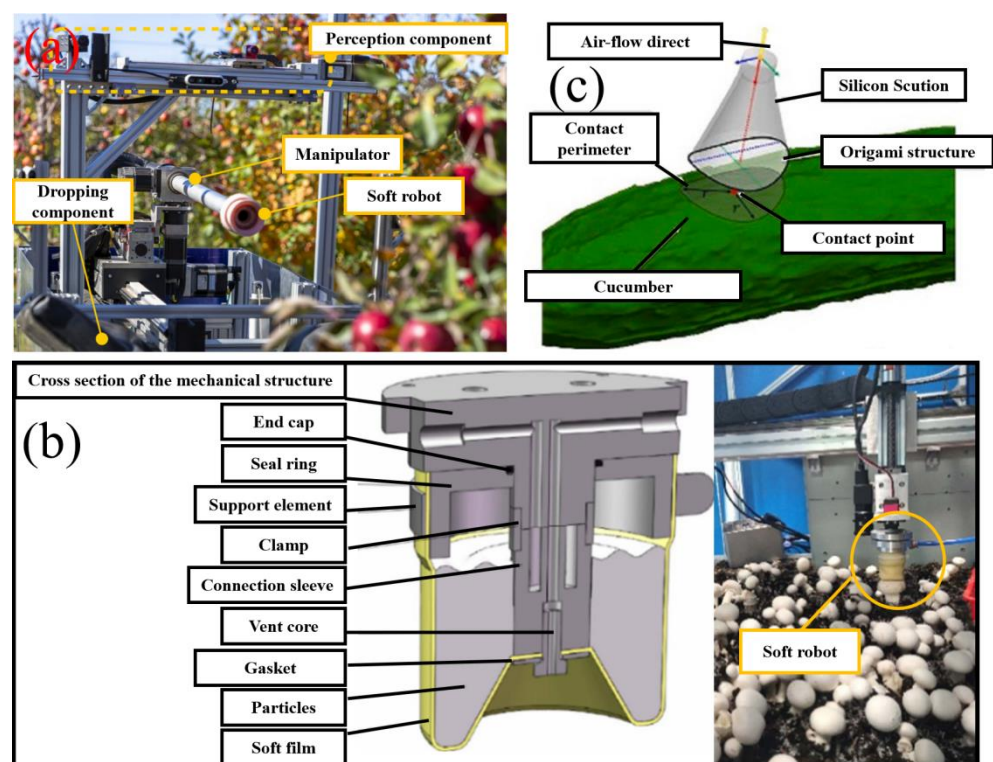 (a)
Perception component
Manipulator
Dropping
component
Soft robot
(c)
Air-flow direct
Silicon Scution
Contact
perimeter
Origami structure
Contact point
Cucumber
(b)
Cross section of the mechanical structure
End cap
Seal ring
Support element
Clamp
Connection sleeve
Vent core
Gasket
Particles
Soft film
Soft robot